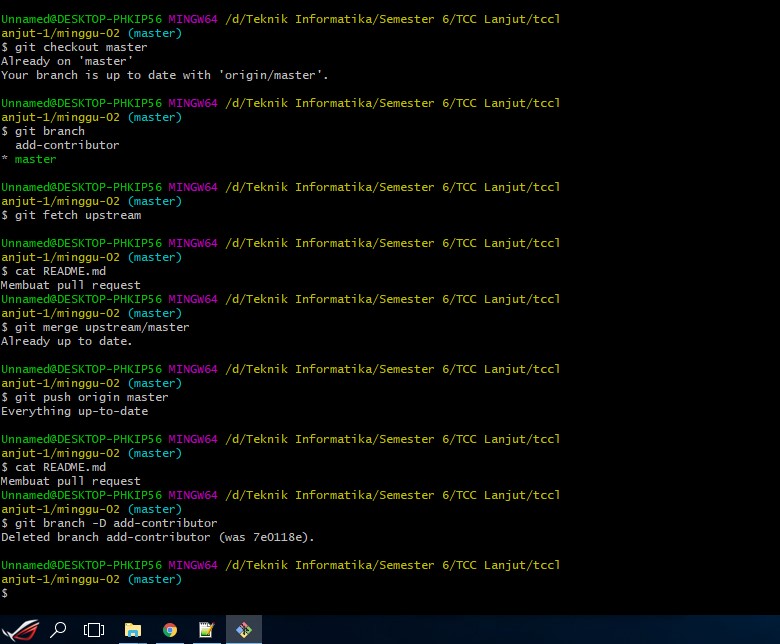 Unnamed@DESKTOP-PHKIP56 MINGW64 /d/Teknik Informatika/Semester 6/TCC Lanjut/tccl
anjut-1/minggu-02 (master)
$ git checkout master
Already on 'master'
Your branch is up to date with 'origin/master'.
Unnamed@DESKTOP-PHKIP56 MINGW64 /d/Teknik Informatika/Semester 6/TCC Lanjut/tccl
anjut-1/minggu-02 (master)
$ git branch
  add-contributor
* master
Unnamed@DESKTOP-PHKIP56 MINGW64 /d/Teknik Informatika/Semester 6/TCC Lanjut/tccl
anjut-1/minggu-02 (master)
$ git fetch upstream
Unnamed@DESKTOP-PHKIP56 MINGW64 /d/Teknik Informatika/Semester 6/TCC Lanjut/tccl
anjut-1/minggu-02 (master)
$ cat README.md
Membuat pull request
Unnamed@DESKTOP-PHKIP56 MINGW64 /d/Teknik Informatika/Semester 6/TCC Lanjut/tccl
anjut-1/minggu-02 (master)
$ git merge upstream/master
Already up to date.
Unnamed@DESKTOP-PHKIP56 MINGW64 /d/Teknik Informatika/Semester 6/TCC Lanjut/tccl
anjut-1/minggu-02 (master)
$ git push origin master
Everything up-to-date
Unnamed@DESKTOP-PHKIP56 MINGW64 /d/Teknik Informatika/Semester 6/TCC Lanjut/tccl
anjut-1/minggu-02 (master)
$ cat README.md
Membuat pull request
Unnamed@DESKTOP-PHKIP56 MINGW64 /d/Teknik Informatika/Semester 6/TCC Lanjut/tccl
anjut-1/minggu-02 (master)
$ git branch -D add-contributor
Deleted branch add-contributor (was 7e0118e).
Unnamed@DESKTOP-PHKIP56 MINGW64 /d/Teknik Informatika/Semester 6/TCC Lanjut/tccl
anjut-1/minggu-02 (master)
$